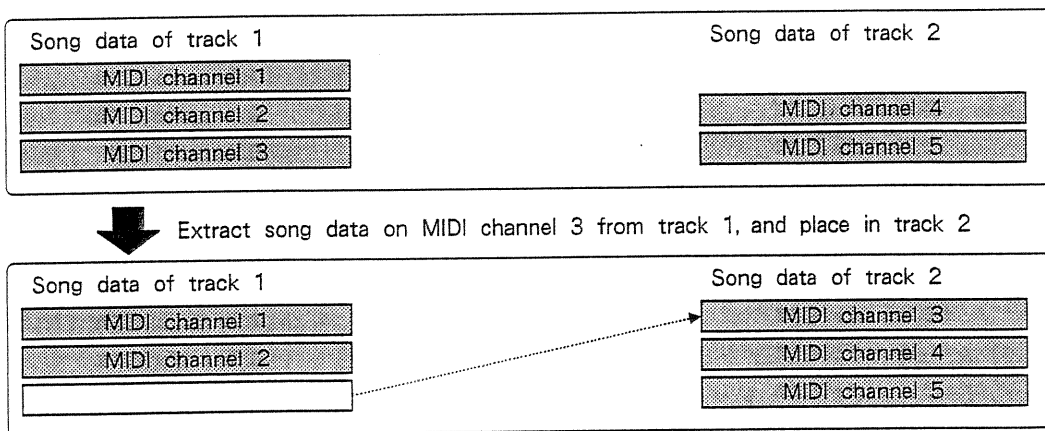 Song data of track 1
MIDI channel 1
MIDI channel 2
MIDI channel 3
Song data of track 2
MIDI channel 4
MIDI channel 5
Extract song data on MIDI channel 3 from track 1, and place in track 2
Song data of track 1
MIDI channel 1
MIDI channel 2
Song data of track 2
MIDI channel 3
MIDI channel 4
MIDI channel 5